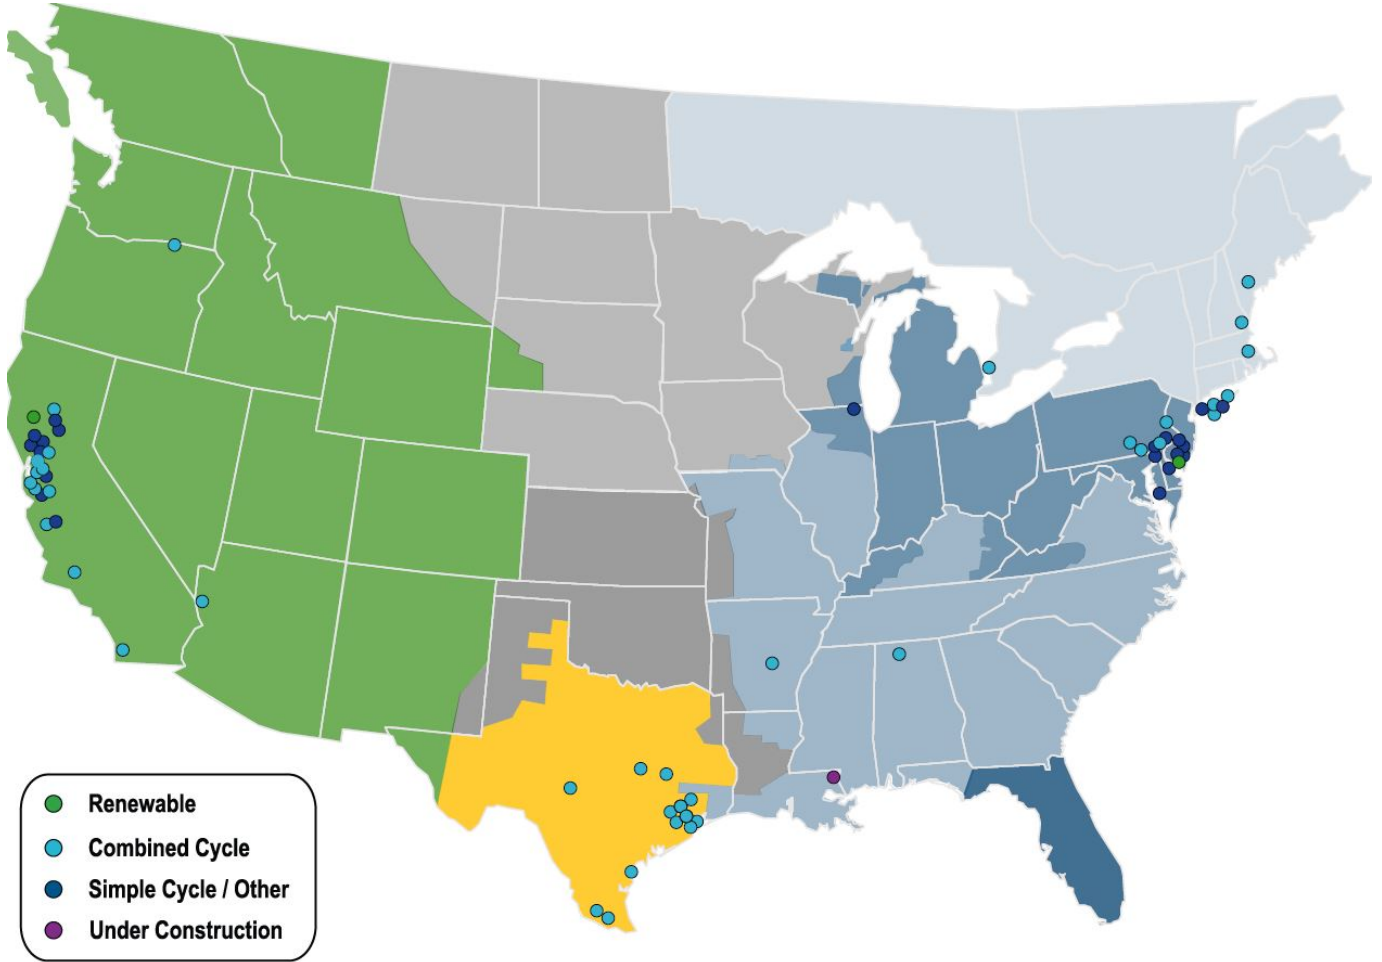 Renewable
Combined Cycle
Simple Cycle / Other
Under Construction